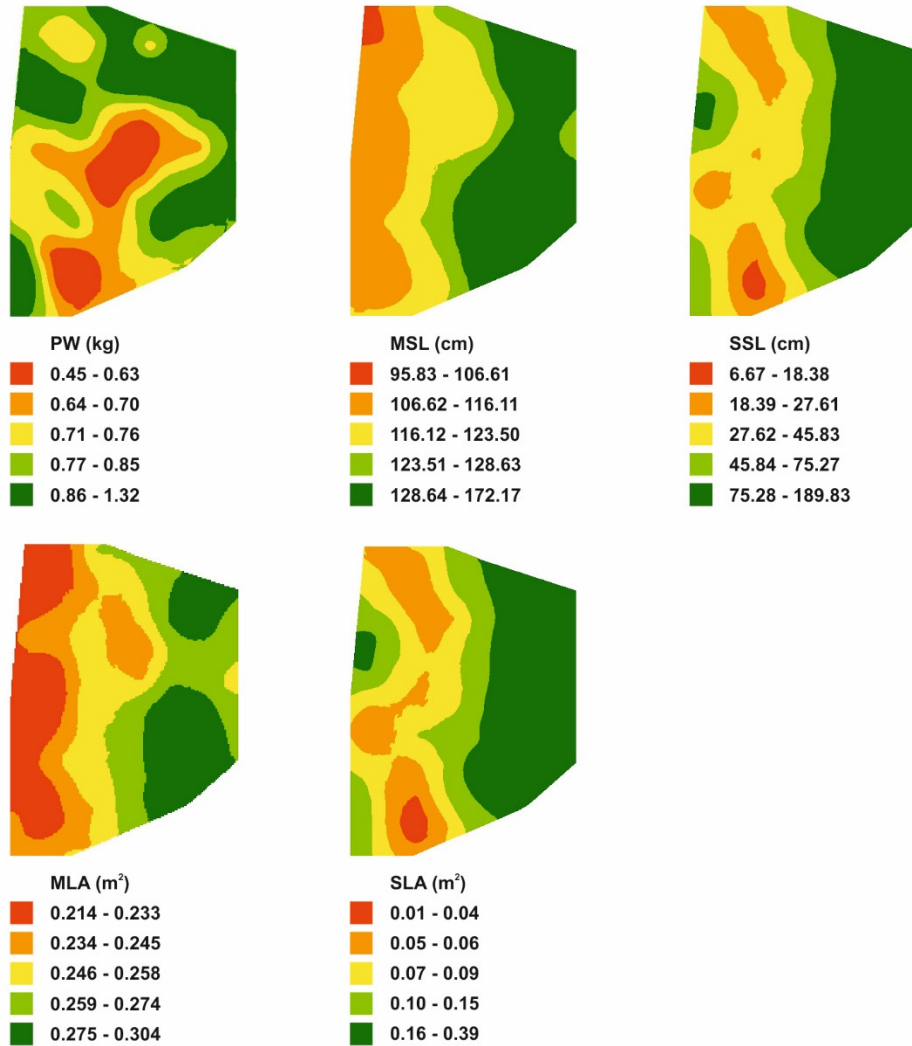 PW (kg)
0.45 - 0.63
0.64 - 0.70
0.71 - 0.76
0.77 - 0.85
0.86 - 1.32
MSL (cm)
95.83 - 106.61
106.62 - 116.11
116.12 - 123.50
123.51 - 128.63
128.64 - 172.17
SSL (cm)
6.67 - 18.38
18.39 - 27.61
27.62 - 45.83
45.84 - 75.27
75.28 - 189.83
MLA (m²)
0.214 - 0.233
0.234 - 0.245
0.246 - 0.258
0.259 - 0.274
0.275 - 0.304
SLA (m²)
0.01 - 0.04
0.05 - 0.06
0.07 - 0.09
0.10 - 0.15
0.16 - 0.39